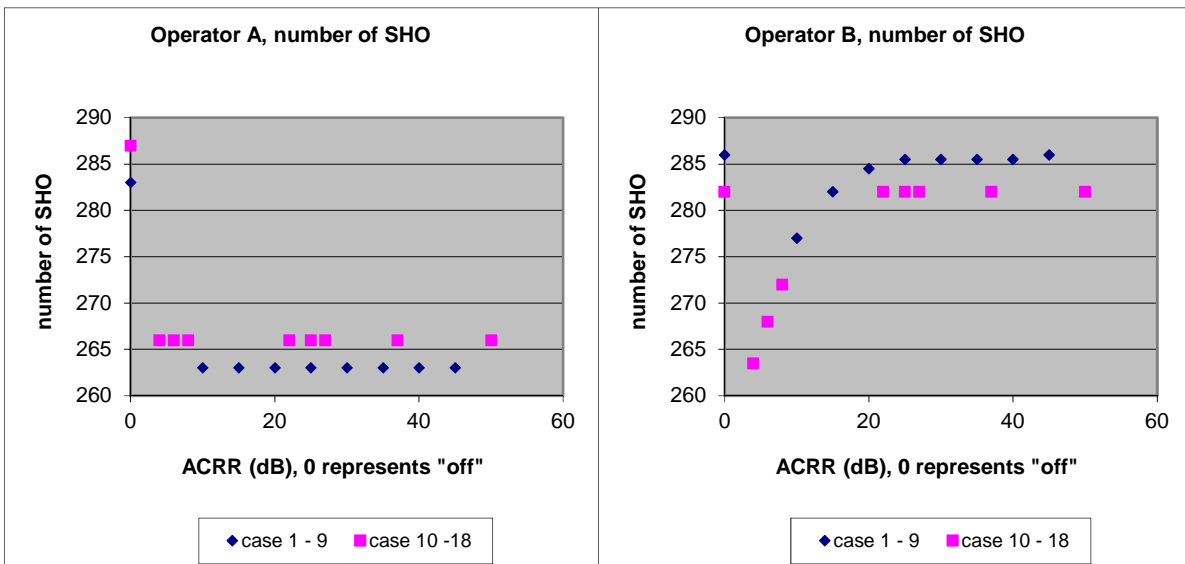 Operator A, number of SHO
290
285
280
275
270
265
260
number of SHO
0
20
40
60
ACRR (dB), 0 represents "off"
case 1 - 9
case 10 -18
Operator B, number of SHO
290
285
280
275
270
265
260
number of SHO
0
20
40
60
ACRR (dB), 0 represents "off"
case 1 - 9
case 10 - 18